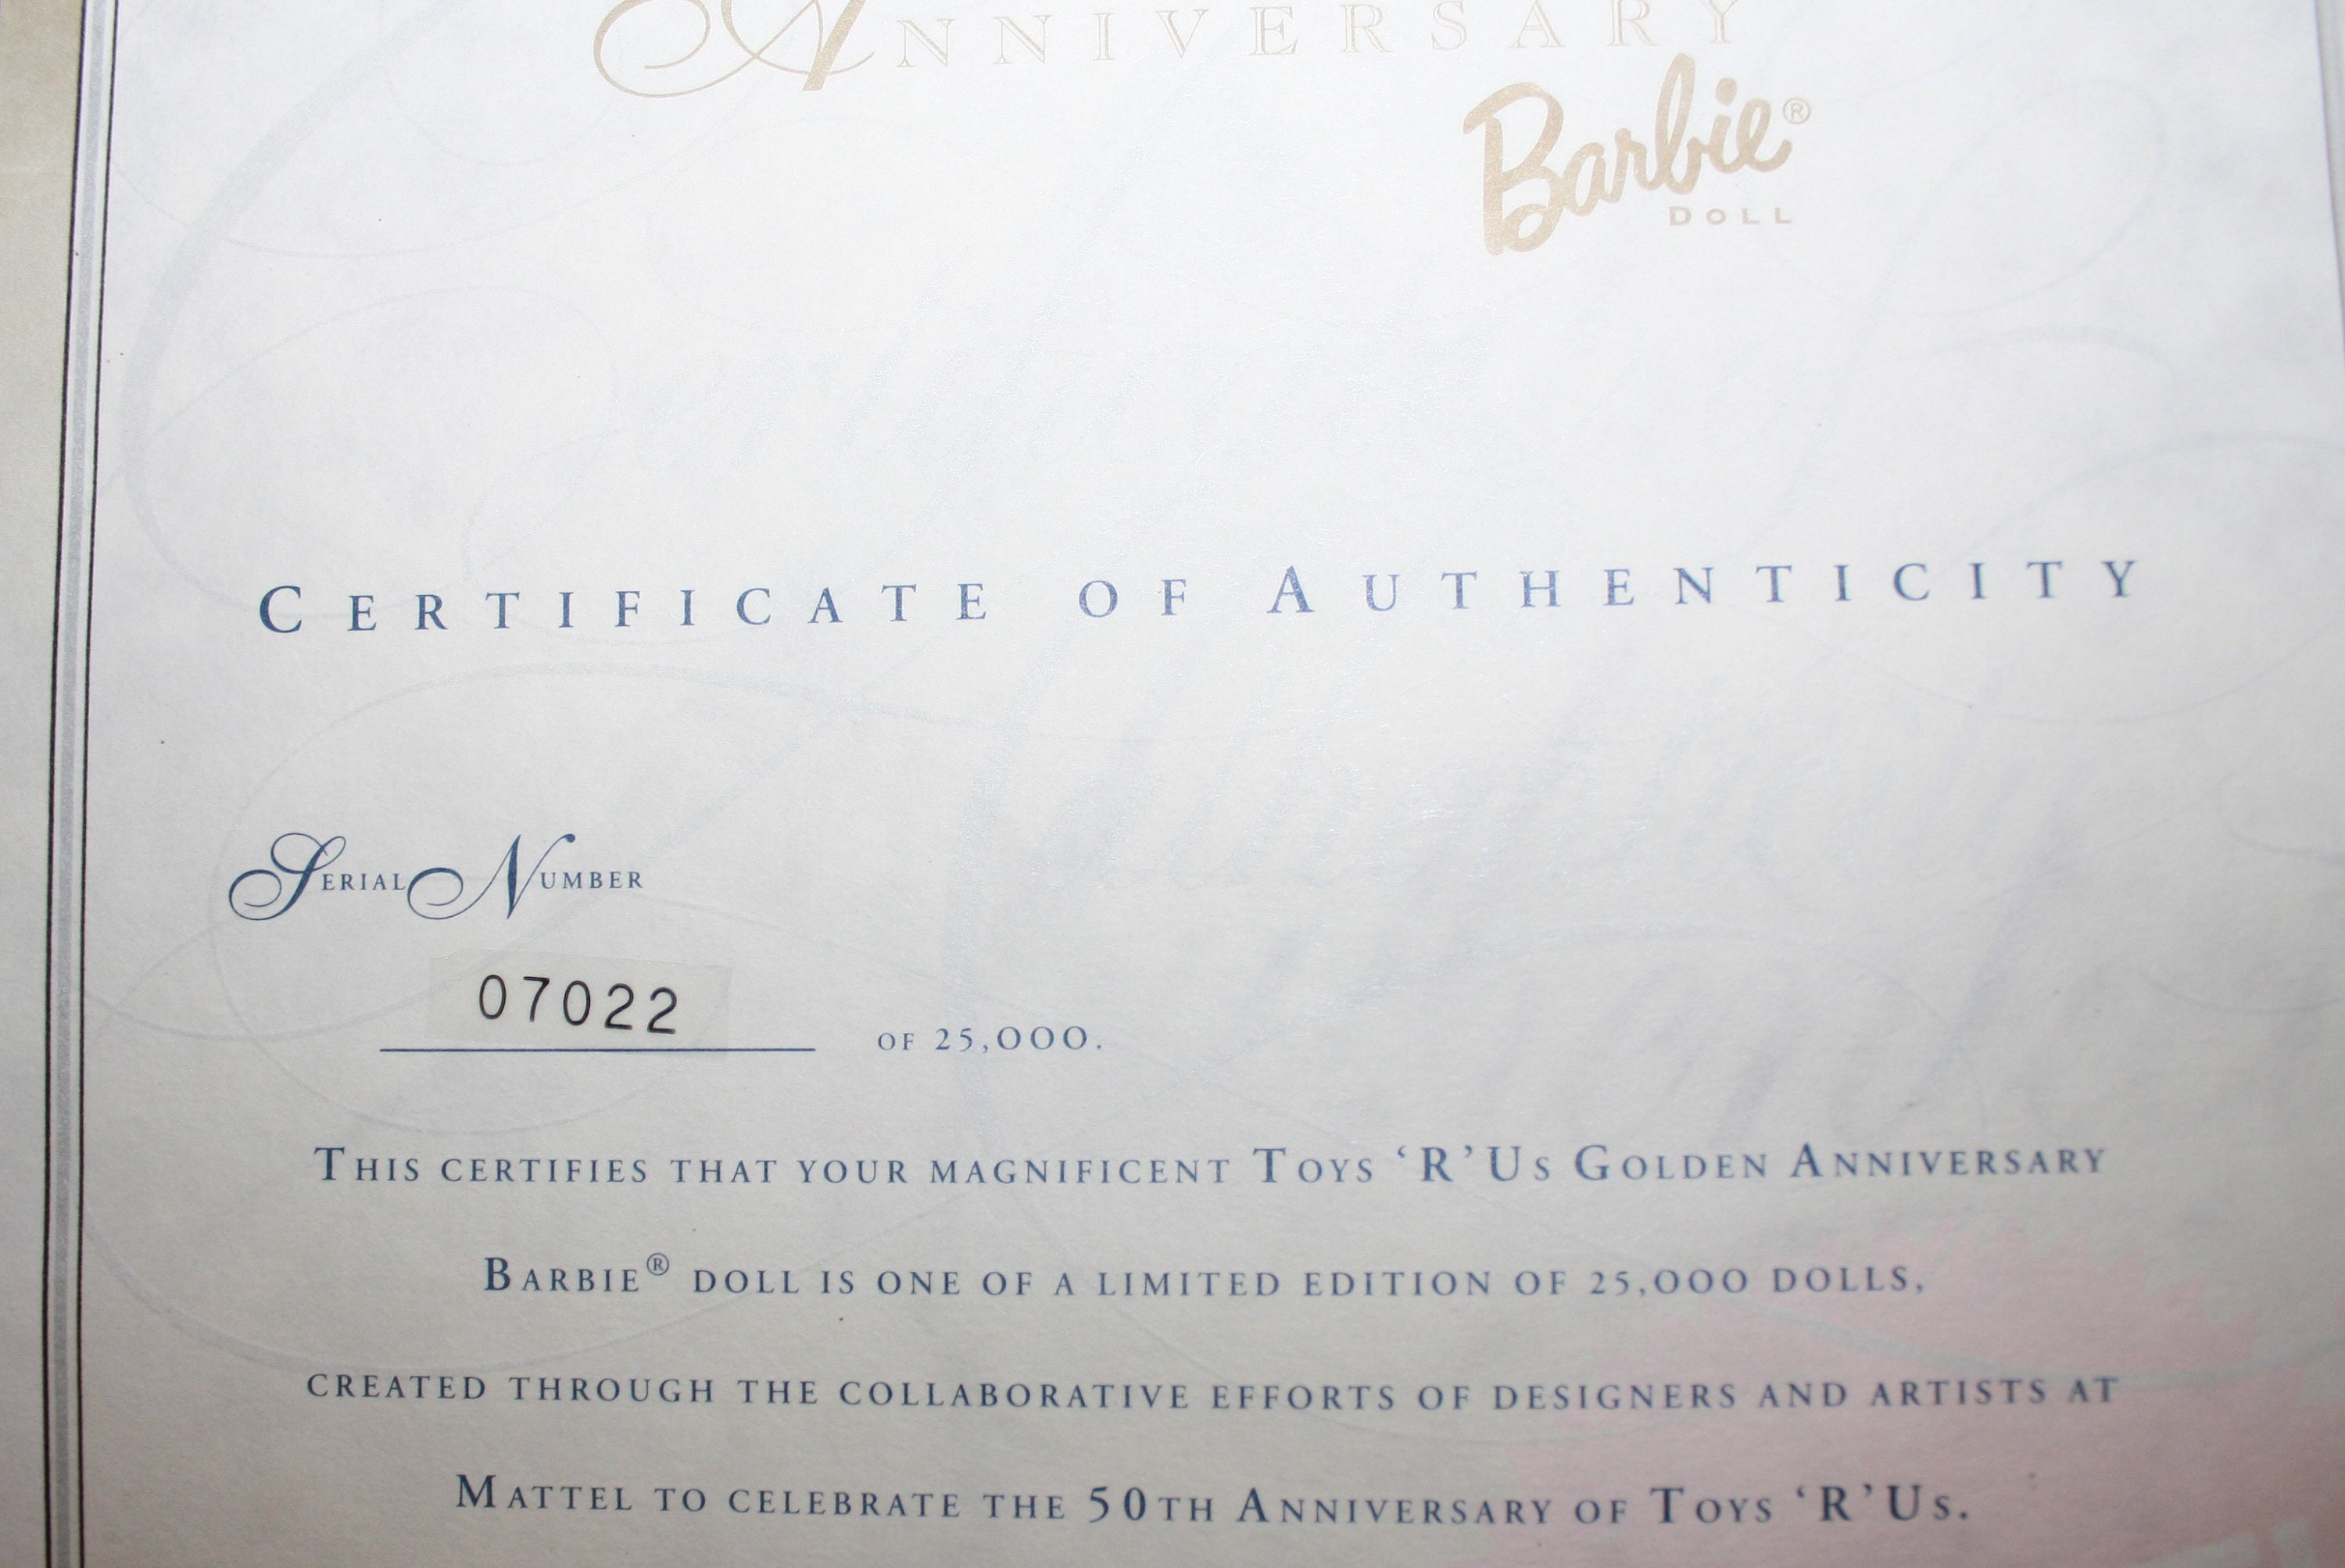 ANNIVERSARY
Barbie®
DOLL
CERTIFICATE OF AUTHENTICITY
SERIAL NUMBER
07022 OF 25,000.
THIS CERTIFIES THAT YOUR MAGNIFICENT TOYS ‘R’ US GOLDEN ANNIVERSARY
BARBIE® DOLL IS ONE OF A LIMITED EDITION OF 25,000 DOLLS,
CREATED THROUGH THE COLLABORATIVE EFFORTS OF DESIGNERS AND ARTISTS AT
MATTEL TO CELEBRATE THE 50TH ANNIVERSARY OF TOYS ‘R’ US.